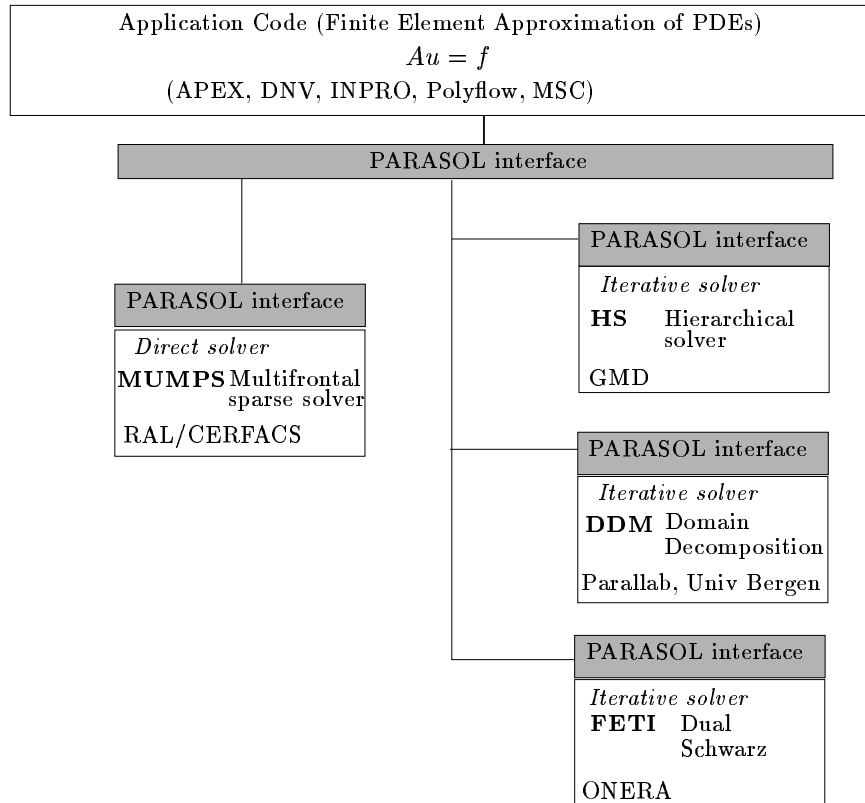 Application Code (Finite Element Approximation of PDEs)
Au = f
(APEX, DNV, INPRO, Polyflow, MSC)
PARASOL interface
PARASOL interface
Direct solver
MUMPS Multifrontal
sparse solver
RAL/CERFACS
PARASOL interface
Iterative solver
HS Hierarchical
solver
GMD
PARASOL interface
Iterative solver
DDM Domain
Decomposition
Parallab, Univ Bergen
PARASOL interface
Iterative solver
FETI Dual
Schwarz
ONERA